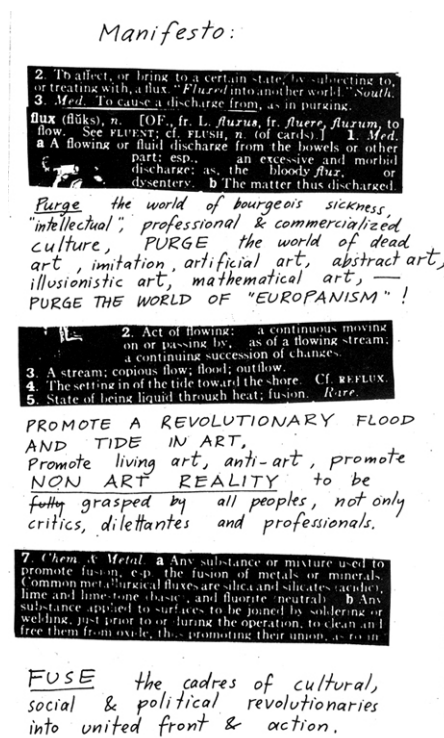 Manifesto:
2. To affect, or bring to a certain state, by subjecting to,
or treating with, a flux. "Fluxed into another world." South.
3. Med. To cause a discharge from, as in purging.
flux (flŭks), n. [OF., fr. L. fluxus, fr. fluere, fluxum, to
flow. See FLUENT; cf. FLUSH, n. (of cards).] 1. Med.
a A flowing or fluid discharge from the bowels or other
part: esp., an excessive and morbid
discharge: as, the bloody flux, or
dysentery. b The matter thus discharged.
Purge the world of bourgeois sickness,
"intellectual", professional & commercialized
culture, PURGE the world of dead
art, imitation, artificial art, abstract art,
illusionistic art, mathematical art, —
PURGE THE WORLD OF "EUROPANISM"!
2. Act of flowing: a continuous moving
on or passing by, as of a flowing stream;
a continuing succession of changes.
3. A stream; copious flow; flood; outflow.
4. The setting in of the tide toward the shore. Cf. REFLUX.
5. State of being liquid through heat; fusion. Rare.
PROMOTE A REVOLUTIONARY FLOOD
AND TIDE IN ART,
Promote living art, anti-art, promote
NON ART REALITY to be
fully grasped by all peoples, not only
critics, dilettantes and professionals.
7. Chem. & Metal. a Any substance or mixture used to
promote fusion, esp. the fusion of metals or minerals.
Common metallurgical fluxes are silica and silicates (acidic),
lime and limestone (basic), and fluorite (neutral). b Any
substance applied to surfaces to be joined by soldering or
welding, just prior to or during the operation, to clean and
free them from oxide, thus promoting their union, as rosin.
FUSE the cadres of cultural,
social & political revolutionaries
into united front & action.